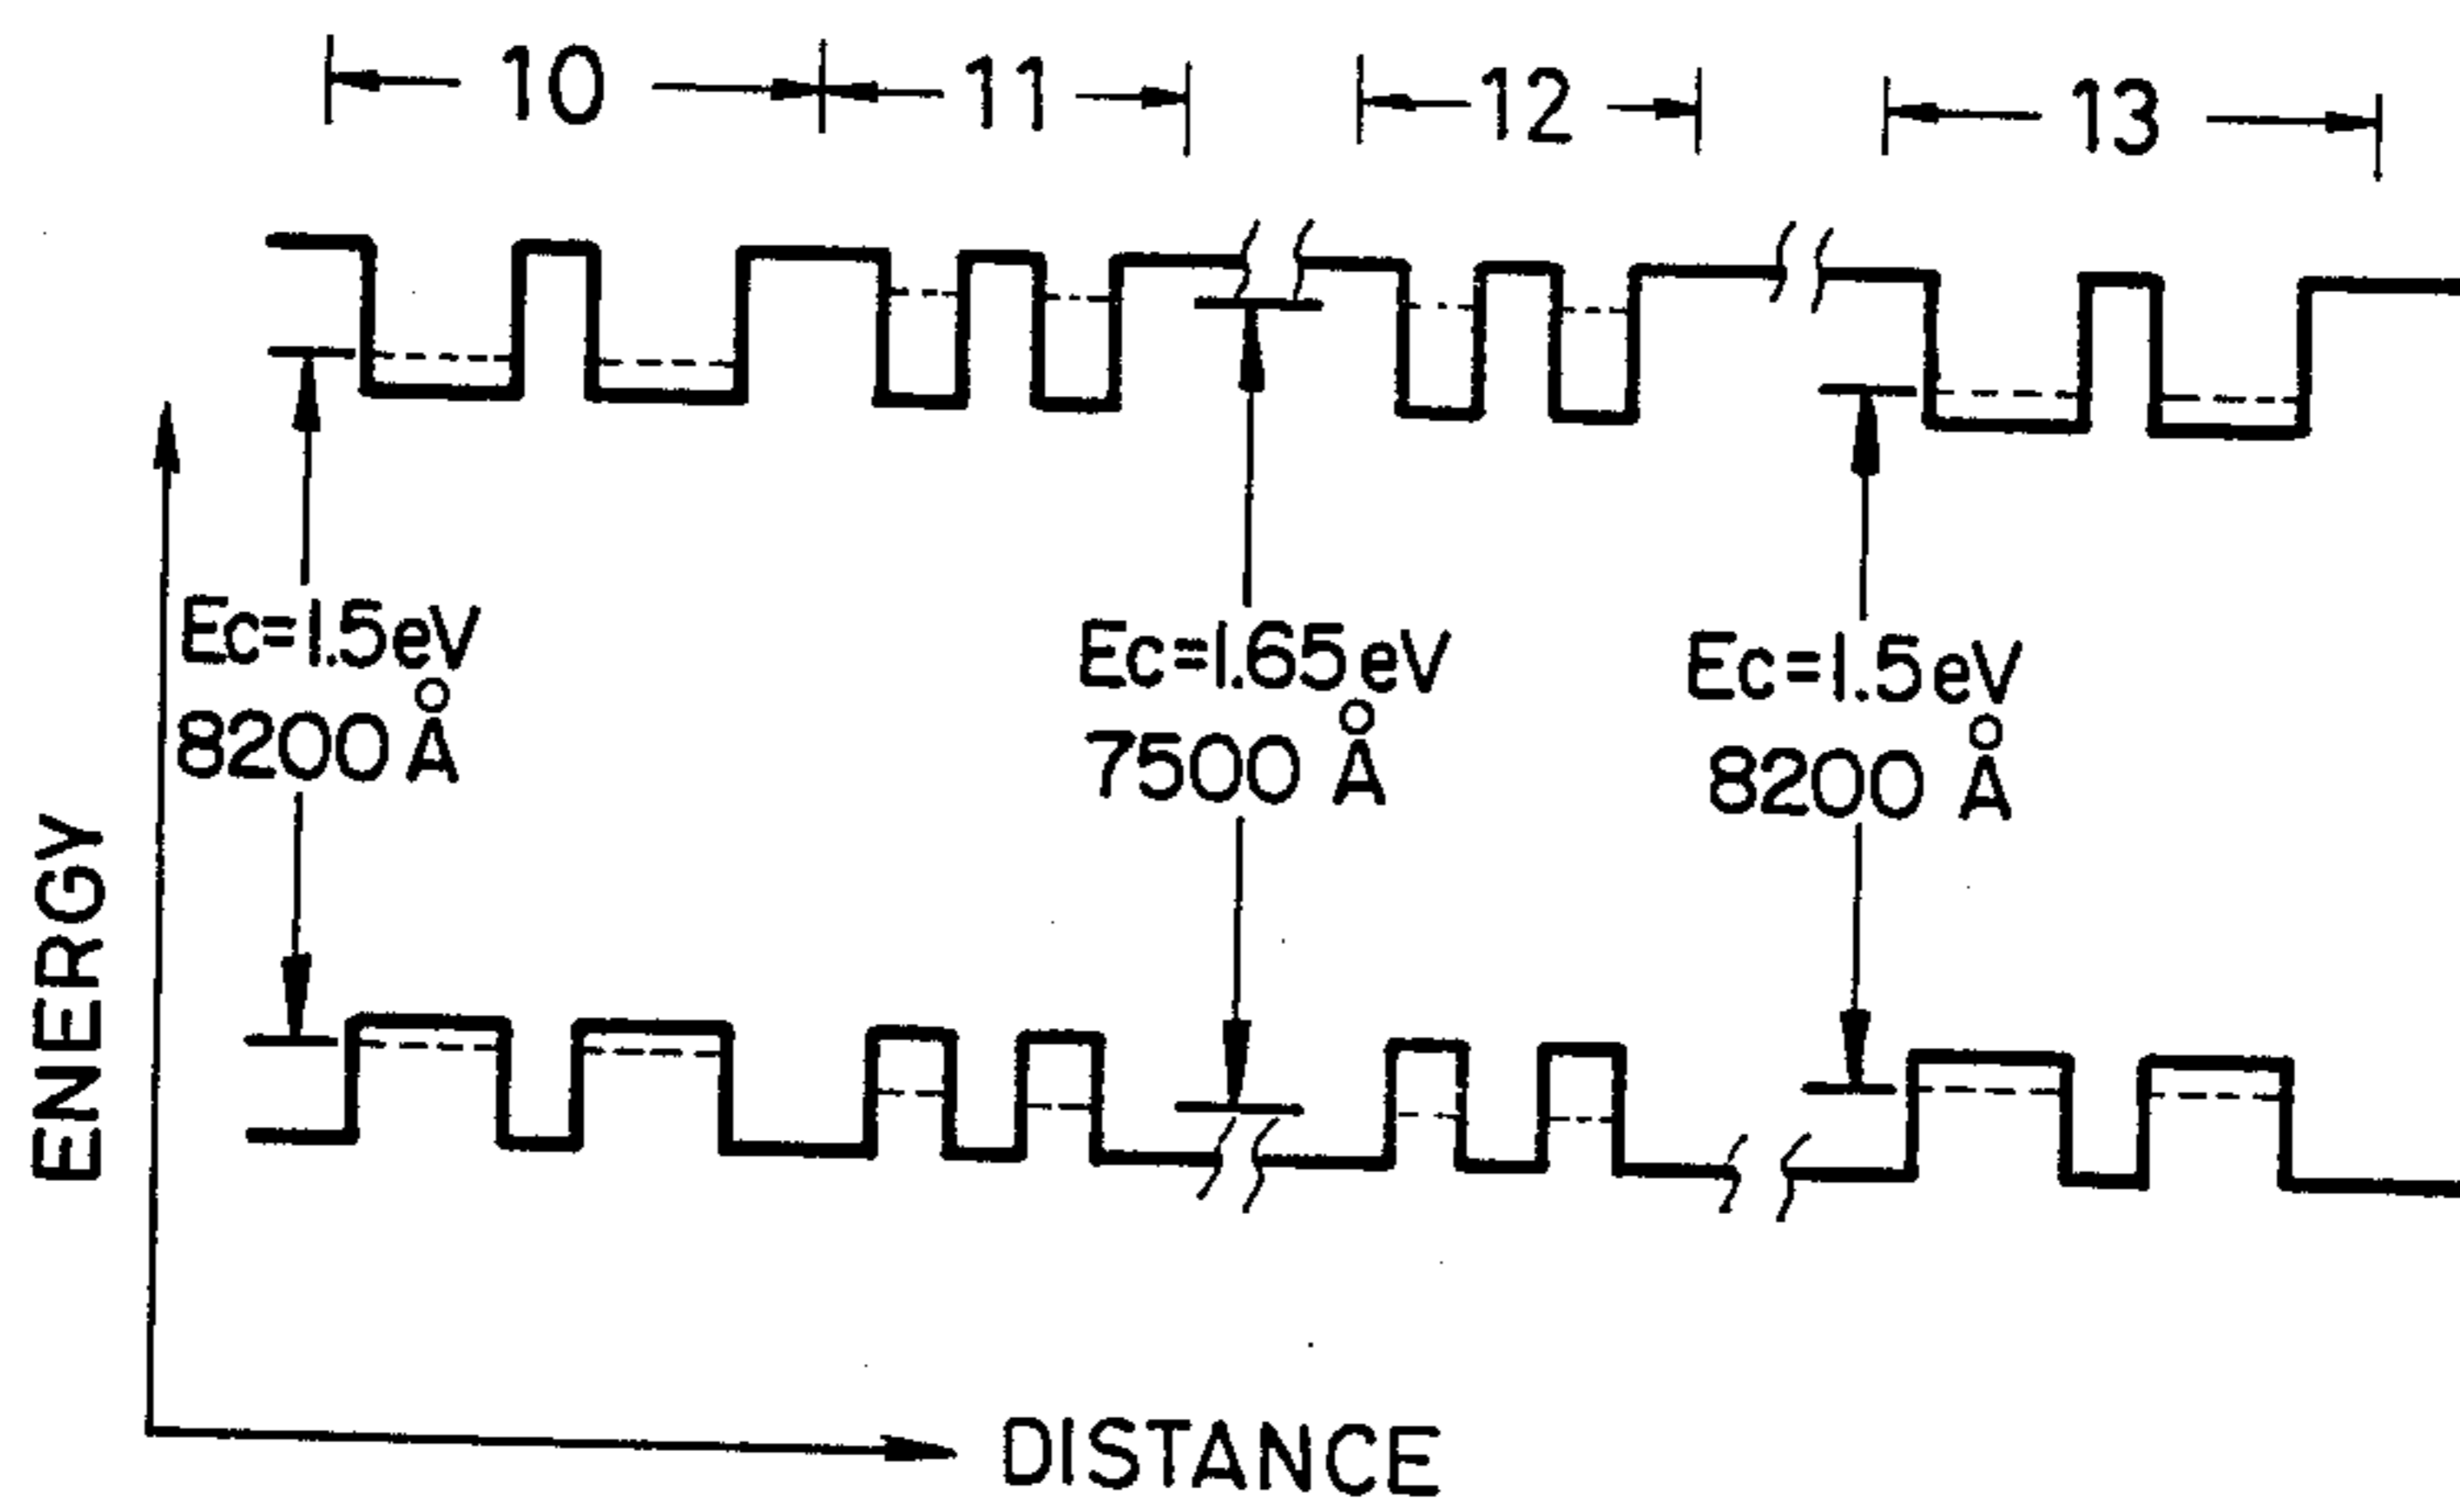 10 11 12 13
Ec=1.5eV
8200 Å
Ec=1.65eV
7500 Å
Ec=1.5eV
8200 Å
ENERGY
DISTANCE